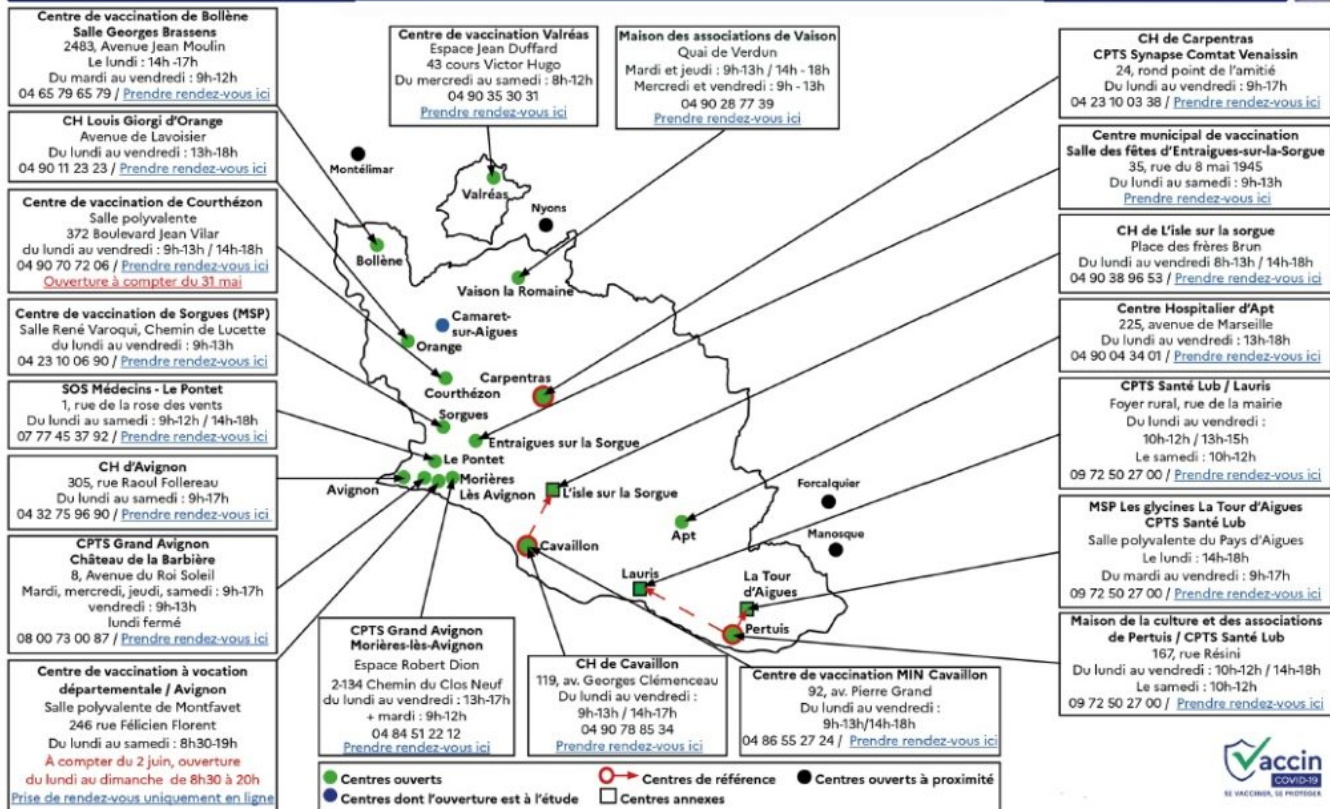 Centre de vaccination de Bollène
Salle Georges Brassens
2483, Avenue Jean Moulin
Le lundi : 14h -17h
Du mardi au vendredi : 9h-12h
04 65 79 65 79 / Prendre rendez-vous ici
CH Louis Giorgi d'Orange
Avenue de Lavoisier
Du lundi au vendredi : 13h-18h
04 90 11 23 23 / Prendre rendez-vous ici
Centre de vaccination de Courthézon
Salle polyvalente
372 Boulevard Jean Vilar
du lundi au vendredi : 9h-13h / 14h-18h
04 90 70 72 06 / Prendre rendez-vous ici
Ouverture à compter du 31 mai
Centre de vaccination de Sorgues (MSP)
Salle René Varoqui, Chemin de Lucette
du lundi au vendredi : 9h-13h
04 23 10 06 90 / Prendre rendez-vous ici
SOS Médecins - Le Pontet
1, rue de la rose des vents
Du lundi au samedi : 9h-12h / 14h-18h
07 77 45 37 92 / Prendre rendez-vous ici
CH d'Avignon
305, rue Raoul Follereau
Du lundi au samedi : 9h-17h
04 32 75 96 90 / Prendre rendez-vous ici
CPTS Grand Avignon
Château de la Barbière
8, Avenue du Roi Soleil
Mardi, mercredi, jeudi, samedi : 9h-17h
vendredi : 9h-13h
lundi fermé
08 00 73 00 87 / Prendre rendez-vous ici
Centre de vaccination à vocation
départementale / Avignon
Salle polyvalente de Montfavet
246 rue Félicien Florent
Du lundi au samedi : 8h30-19h
À compter du 2 juin, ouverture
du lundi au dimanche de 8h30 à 20h
Prise de rendez-vous uniquement en ligne
Centre de vaccination Valréas
Espace Jean Duffard
43 cours Victor Hugo
Du mercredi au samedi : 8h-12h
04 90 35 30 31
Prendre rendez-vous ici
Maison des associations de Vaison
Quai de Verdun
Mardi et jeudi : 9h-13h / 14h - 18h
Mercredi et vendredi : 9h - 13h
04 90 28 77 39
Prendre rendez-vous ici
Montélimar
Valréas
Nyons
Bollène
Vaison la Romaine
Camaret-
sur-Aigues
Orange
Carpentras
Courthézon
Sorgues
Entraigues sur la Sorgue
Le Pontet
Avignon
Morières
Lès Avignon
L'isle sur la Sorgue
Forcalquier
Apt
Manosque
Cavaillon
Lauris
La Tour
d'Aigues
Pertuis
CPTS Grand Avignon
Morières-lès-Avignon
Espace Robert Dion
2-134 Chemin du Clos Neuf
du lundi au vendredi : 13h-17h
+ mardi : 9h-12h
04 84 51 22 12
Prendre rendez-vous ici
CH de Cavaillon
119, av. Georges Clémenceau
Du lundi au vendredi :
9h-13h / 14h-17h
04 90 78 85 34
Prendre rendez-vous ici
Centre de vaccination MIN Cavaillon
92, av. Pierre Grand
Du lundi au vendredi :
9h-13h/14h-18h
04 86 55 27 24 / Prendre rendez-vous ici
CH de Carpentras
CPTS Synapse Comtat Venaissin
24, rond point de l'amitié
Du lundi au vendredi : 9h-17h
04 23 10 03 38 / Prendre rendez-vous ici
Centre municipal de vaccination
Salle des fêtes d'Entraigues-sur-la-Sorgue
35, rue du 8 mai 1945
Du lundi au samedi : 9h-13h
Prendre rendez-vous ici
CH de L'isle sur la sorgue
Place des frères Brun
Du lundi au vendredi 8h-13h / 14h-18h
04 90 38 96 53 / Prendre rendez-vous ici
Centre Hospitalier d'Apt
225, avenue de Marseille
Du lundi au vendredi : 13h-18h
04 90 04 34 01 / Prendre rendez-vous ici
CPTS Santé Lub / Lauris
Foyer rural, rue de la mairie
Du lundi au vendredi :
10h-12h / 13h-15h
Le samedi : 10h-12h
09 72 50 27 00 / Prendre rendez-vous ici
MSP Les glycines La Tour d'Aigues
CPTS Santé Lub
Salle polyvalente du Pays d'Aigues
Le lundi : 14h-18h
Du mardi au vendredi : 9h-17h
09 72 50 27 00 / Prendre rendez-vous ici
Maison de la culture et des associations
de Pertuis / CPTS Santé Lub
167, rue Résini
Du lundi au vendredi : 10h-12h / 14h-18h
Le samedi : 10h-12h
09 72 50 27 00 / Prendre rendez-vous ici
Centres ouverts
Centres de référence
Centres ouverts à proximité
Centres dont l'ouverture est à l'étude
Centres annexes
Vaccin
COVID-19
SE VACCINER, SE PROTÉGER